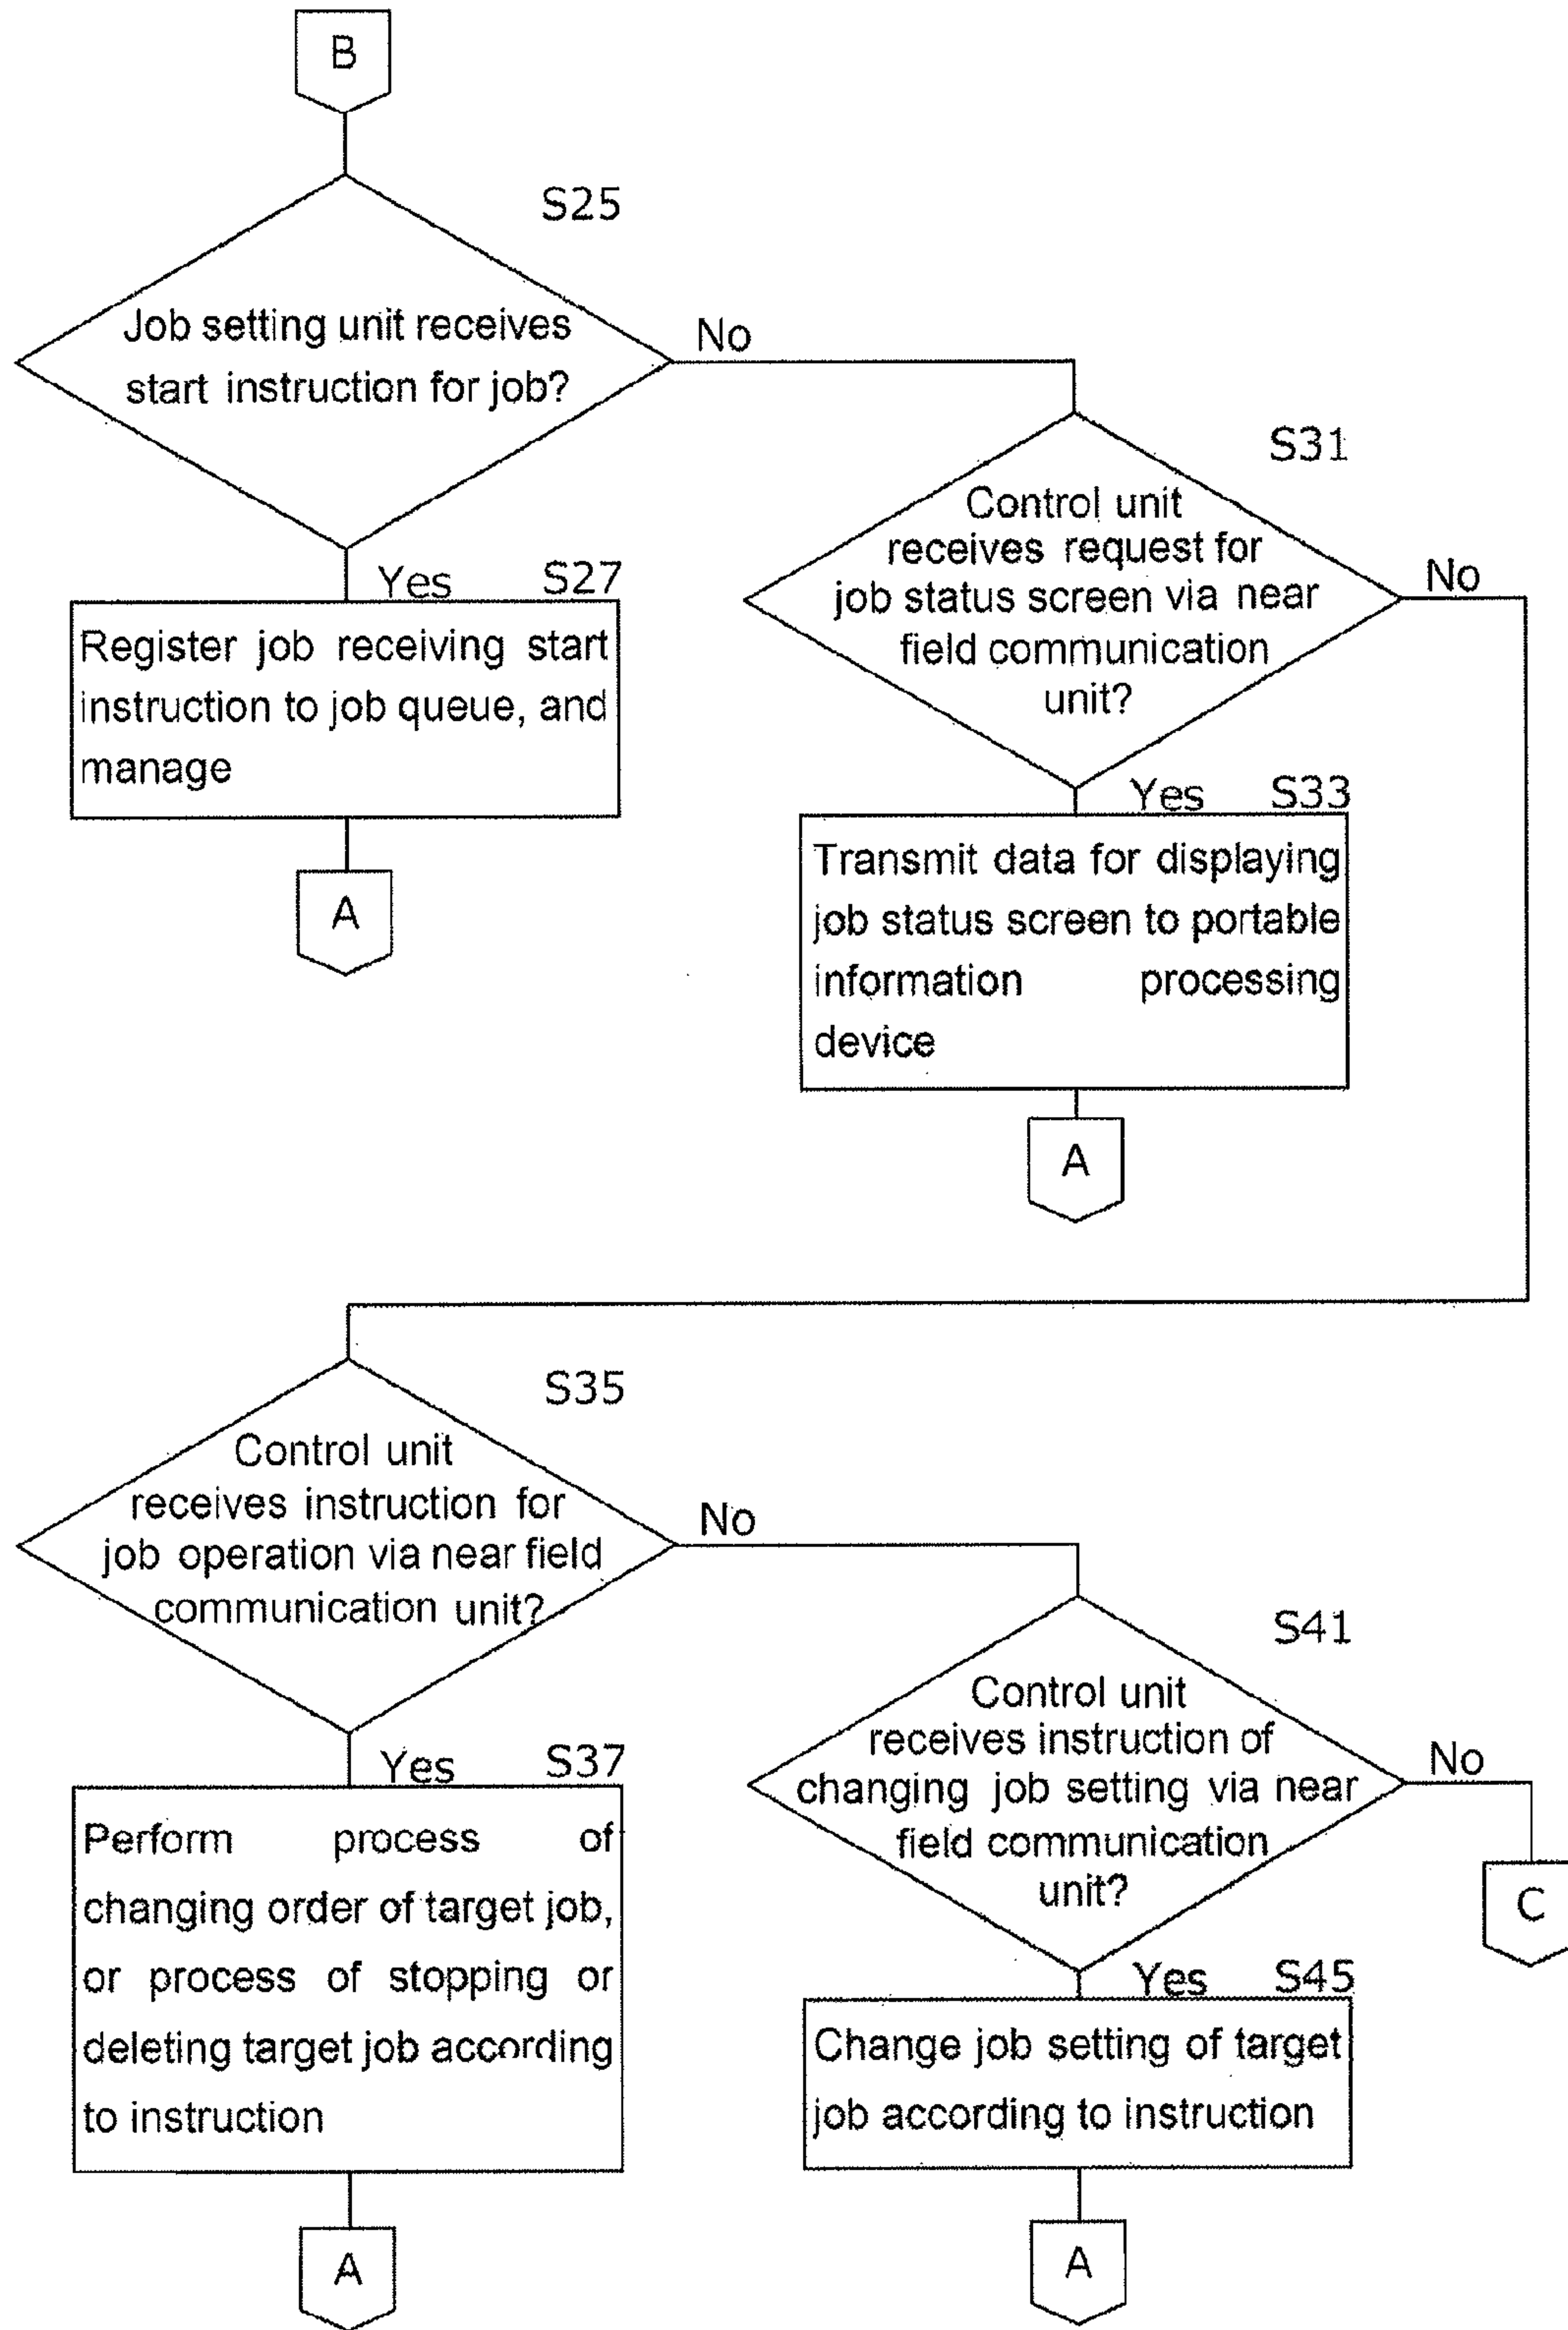 B
S25
Job setting unit receives
start instruction for job?
No
Yes
S27
Register job receiving start
instruction to job queue, and
manage
A
S31
Control unit
receives request for
job status screen via near
field communication
unit?
No
Yes
S33
Transmit data for displaying
job status screen to portable
information processing
device
A
S35
Control unit
receives instruction for
job operation via near field
communication unit?
No
Yes
S37
Perform process of
changing order of target job,
or process of stopping or
deleting target job according
to instruction
A
S41
Control unit
receives instruction of
changing job setting via near
field communication
unit?
No
C
Yes
S45
Change job setting of target
job according to instruction
A